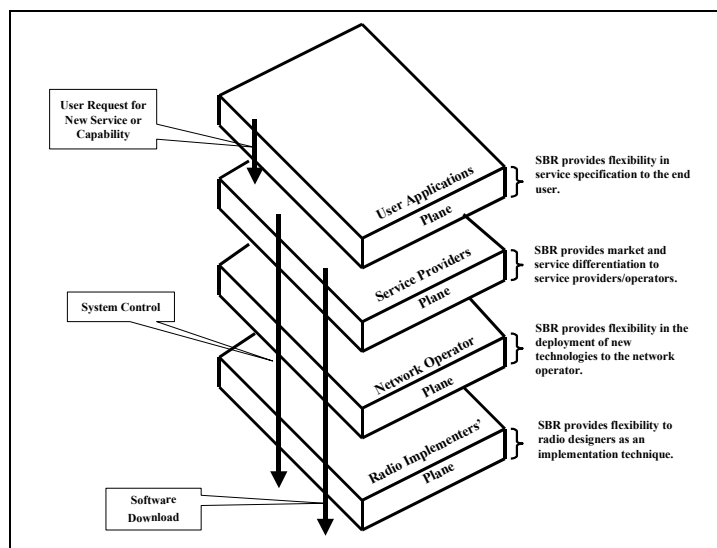 User Request for
New Service or
Capability
User Applications
Plane
SBR provides flexibility in
service specification to the end
user.
Service Providers
Plane
SBR provides market and
service differentiation to
service providers/operators.
System Control
Network Operator
Plane
SBR provides flexibility in the
deployment of new
technologies to the network
operator.
Radio Implementers'
Plane
SBR provides flexibility to
radio designers as an
implementation technique.
Software
Download